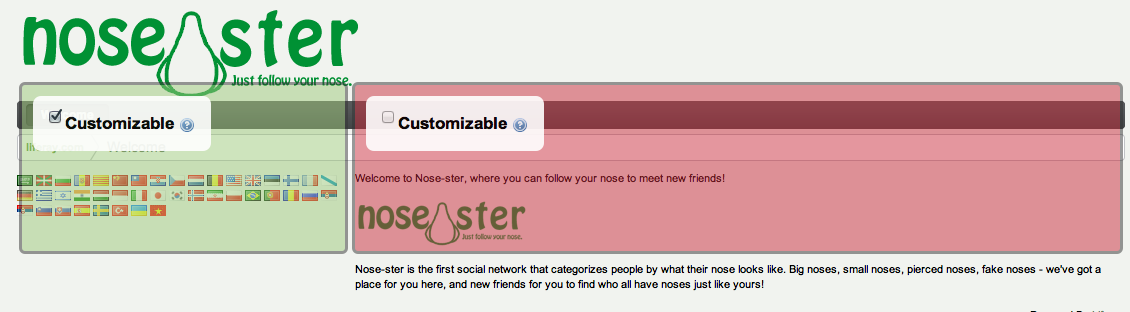 nose ster
Just follow your nose.
Customizable
Customizable
Welcome
Welcome to Nose-ster, where you can follow your nose to meet new friends!
nose ster
Just follow your nose.
Nose-ster is the first social network that categorizes people by what their nose looks like. Big noses, small noses, pierced noses, fake noses - we've got a
place for you here, and new friends for you to find who all have noses just like yours!